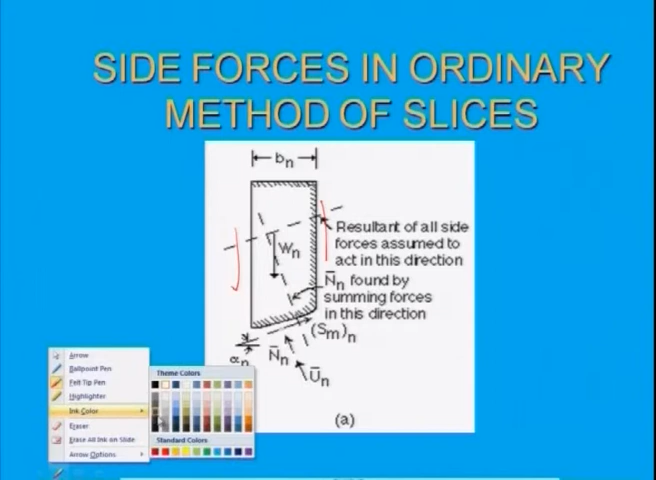 SIDE FORCES IN ORDINARY
METHOD OF SLICES
bn
Resultant of all side
forces assumed to
act in this direction
Wn
N̄n found by
summing forces
in this direction
(Sm)n
αn
N̄n
Ūn
(a)
Arrow
Ballpoint Pen
Felt Tip Pen
Highlighter
Ink Color
Eraser
Erase All Ink on Slide
Arrow Options
Theme Colors
Standard Colors